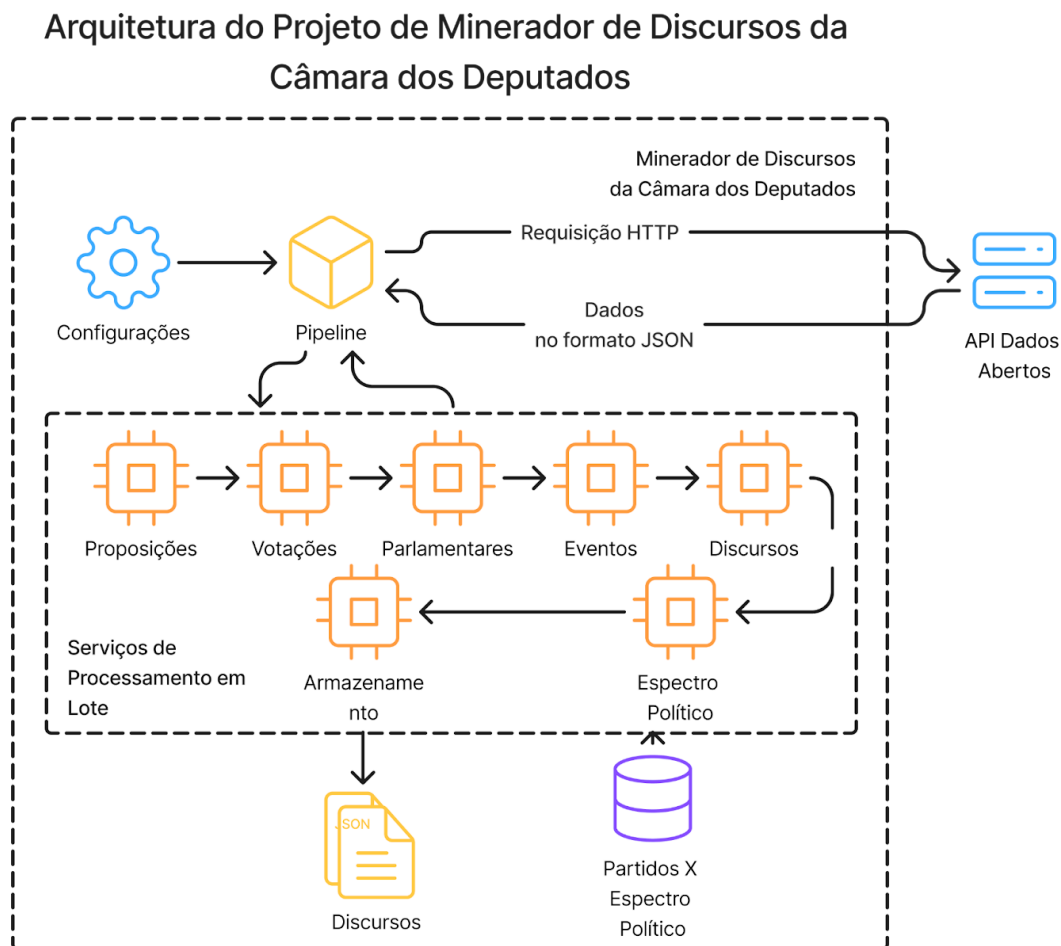 Arquitetura do Projeto de Minerador de Discursos da
Câmara dos Deputados
Minerador de Discursos
da Câmara dos Deputados
Requisição HTTP
Configurações
Pipeline
Dados
no formato JSON
API Dados
Abertos
Proposições
Votações
Parlamentares
Eventos
Discursos
Serviços de
Processamento em
Lote
Armazename
nto
Espectro
Político
JSON
Discursos
Partidos X
Espectro
Político